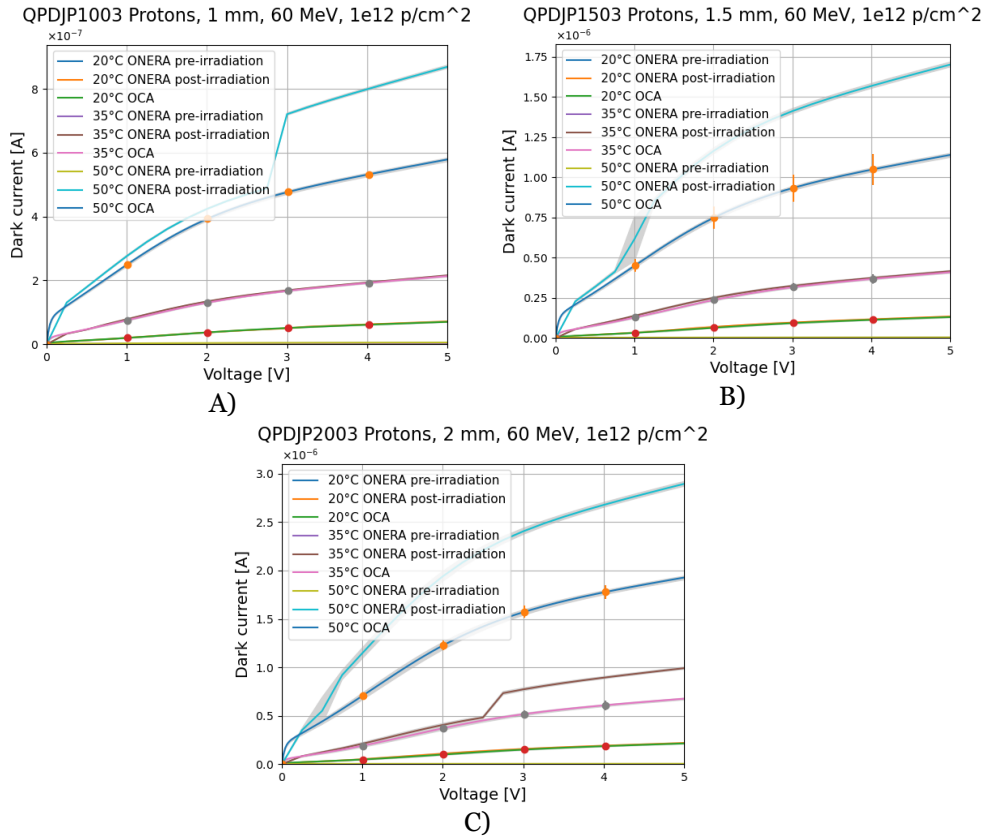 QPDJP1003 Protons, 1 mm, 60 MeV, 1e12 p/cm^2
×10⁻⁷
20°C ONERA pre-irradiation
20°C ONERA post-irradiation
20°C OCA
35°C ONERA pre-irradiation
35°C ONERA post-irradiation
35°C OCA
50°C ONERA pre-irradiation
50°C ONERA post-irradiation
50°C OCA
Dark current [A]
8
6
4
2
0
0 1 2 3 4 5
Voltage [V]
A)
QPDJP1503 Protons, 1.5 mm, 60 MeV, 1e12 p/cm^2
×10⁻⁶
20°C ONERA pre-irradiation
20°C ONERA post-irradiation
20°C OCA
35°C ONERA pre-irradiation
35°C ONERA post-irradiation
35°C OCA
50°C ONERA pre-irradiation
50°C ONERA post-irradiation
50°C OCA
Dark current [A]
1.75
1.50
1.25
1.00
0.75
0.50
0.25
0.00
0 1 2 3 4 5
Voltage [V]
B)
QPDJP2003 Protons, 2 mm, 60 MeV, 1e12 p/cm^2
×10⁻⁶
20°C ONERA pre-irradiation
20°C ONERA post-irradiation
20°C OCA
35°C ONERA pre-irradiation
35°C ONERA post-irradiation
35°C OCA
50°C ONERA pre-irradiation
50°C ONERA post-irradiation
50°C OCA
Dark current [A]
3.0
2.5
2.0
1.5
1.0
0.5
0.0
0 1 2 3 4 5
Voltage [V]
C)